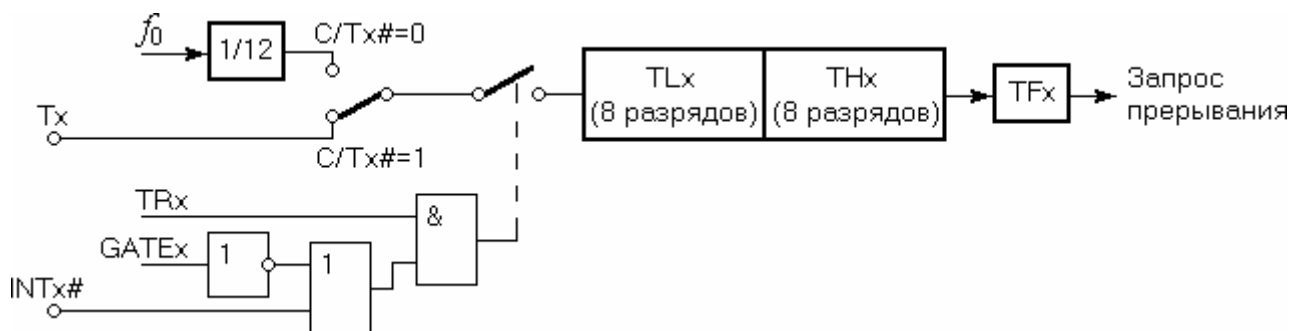 f0
1/12
C/Tx#=0
Tx
C/Tx#=1
TLx
(8 разрядов)
THx
(8 разрядов)
TFx
Запрос
прерывания
TRx
&
GATEx
1
1
INTx#